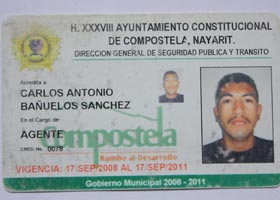 H. XXXVIII AYUNTAMIENTO CONSTITUCIONAL
DE COMPOSTELA, NAYARIT.
DIRECCION GENERAL DE SEGURIDAD PUBLICA Y TRANSITO
Acredita a
CARLOS ANTONIO
BAÑUELOS SANCHEZ
En el Cargo de
AGENTE
CRED. No. 0078
Compostela
Rumbo al Desarrollo
VIGENCIA: 17/SEP/2008 AL 17/SEP/2011
Gobierno Municipal 2008 - 2011